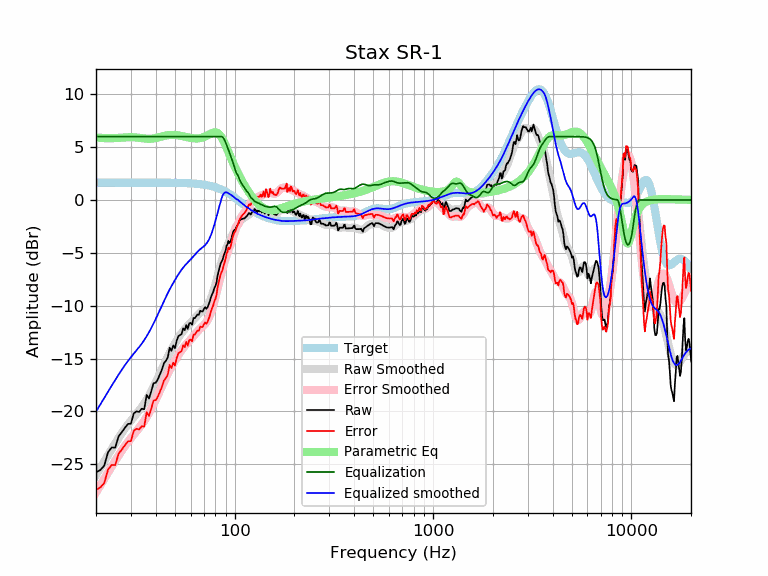 Stax SR-1
Amplitude (dBr)
10
5
0
−5
−10
−15
−20
−25
Target
Raw Smoothed
Error Smoothed
Raw
Error
Parametric Eq
Equalization
Equalized smoothed
100 1000 10000
Frequency (Hz)